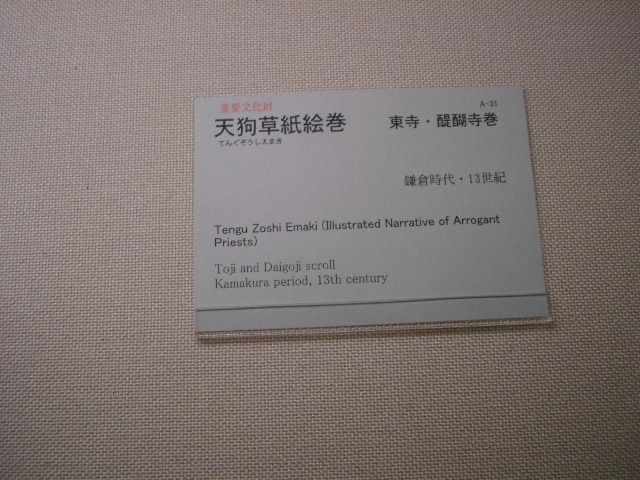 重要文化財
A-31
天狗草紙絵巻 東寺・醍醐寺巻
てんぐぞうしえまき
鎌倉時代・13世紀
Tengu Zoshi Emaki (Illustrated Narrative of Arrogant
Priests)
Toji and Daigoji scroll
Kamakura period, 13th century